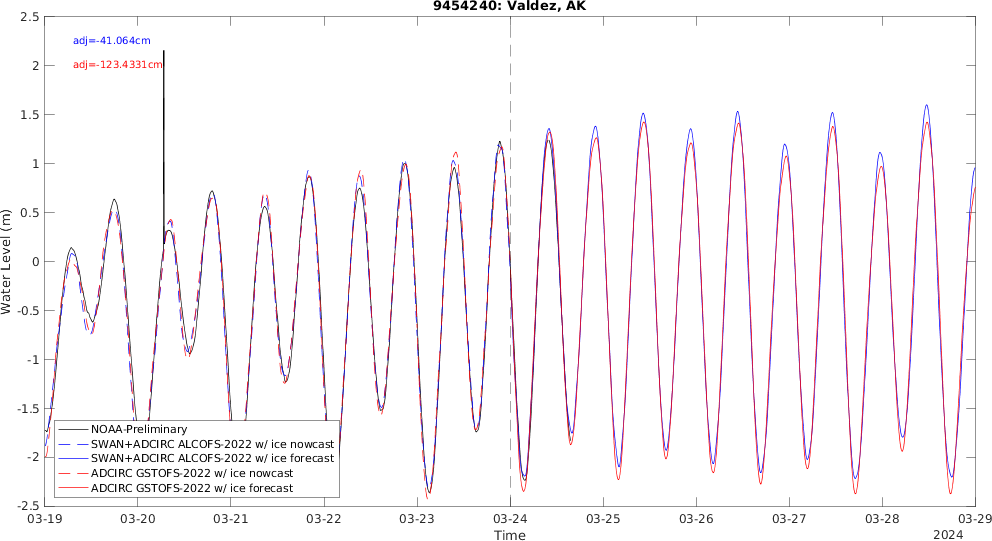 9454240: Valdez, AK
adj=-41.064cm
adj=-123.4331cm
Water Level (m)
2.5
2
1.5
1
0.5
0
-0.5
-1
-1.5
-2
-2.5
NOAA-Preliminary
SWAN+ADCIRC ALCOFS-2022 w/ ice nowcast
SWAN+ADCIRC ALCOFS-2022 w/ ice forecast
ADCIRC GSTOFS-2022 w/ ice nowcast
ADCIRC GSTOFS-2022 w/ ice forecast
03-19 03-20 03-21 03-22 03-23 03-24 03-25 03-26 03-27 03-28 03-29
Time
2024